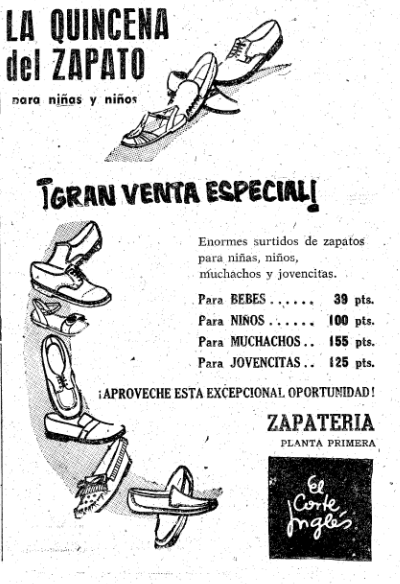 LA QUINCENA
del ZAPATO
para niñas y niños
¡GRAN VENTA ESPECIAL!
Enormes surtidos de zapatos
para niñas, niños,
muchachos y jovencitas.
Para BEBES ...... 39 pts.
Para NIÑOS ...... 100 pts.
Para MUCHACHOS .. 155 pts.
Para JOVENCITAS .. 125 pts.
¡APROVECHE ESTA EXCEPCIONAL OPORTUNIDAD!
ZAPATERIA
PLANTA PRIMERA
El
Corte
Inglés